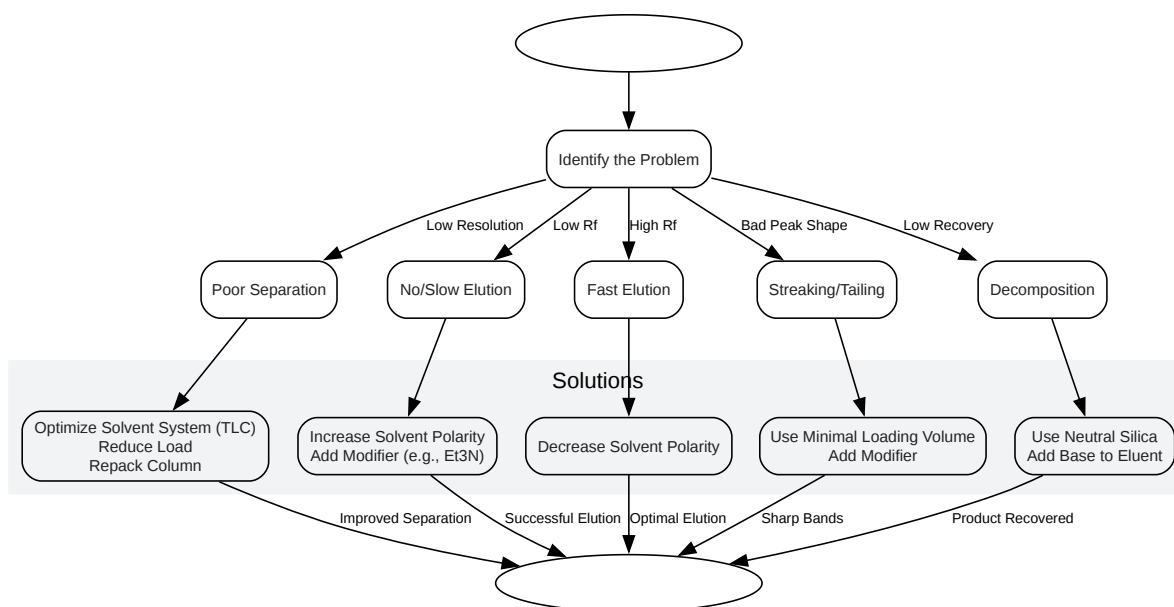 Identify the Problem
Low Resolution
Low Rf
High Rf
Bad Peak Shape
Low Recovery
Poor Separation
No/Slow Elution
Fast Elution
Streaking/Tailing
Decomposition
Solutions
Optimize Solvent System (TLC)
Reduce Load
Repack Column
Increase Solvent Polarity
Add Modifier (e.g., Et3N)
Decrease Solvent Polarity
Use Minimal Loading Volume
Add Modifier
Use Neutral Silica
Add Base to Eluent
Improved Separation
Successful Elution
Optimal Elution
Sharp Bands
Product Recovered